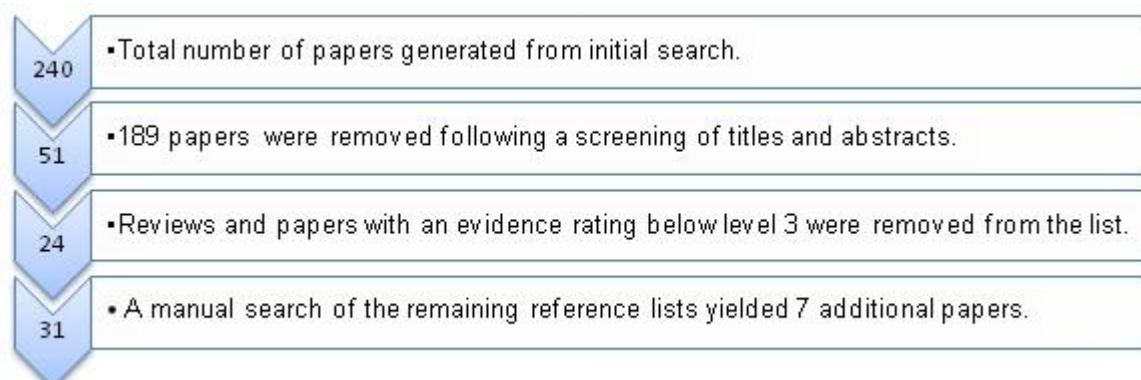 240
▪Total number of papers generated from initial search.
51
▪189 papers were removed following a screening of titles and abstracts.
24
▪Reviews and papers with an evidence rating below level 3 were removed from the list.
31
• A manual search of the remaining reference lists yielded 7 additional papers.